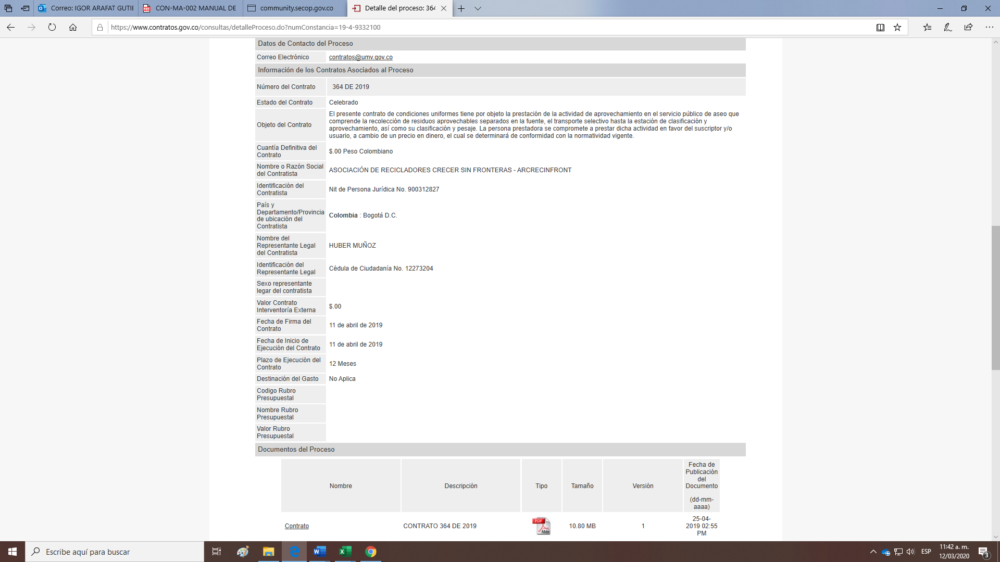 Correo: IGOR ARAFAT GUTIE
CON-MA-002 MANUAL DE
community.secop.gov.co
Detalle del proceso: 364
https://www.contratos.gov.co/consultas/detalleProceso.do?numConstancia=19-4-9332100
Datos de Contacto del Proceso
Correo Electrónico
contratos@umv.gov.co
Información de los Contratos Asociados al Proceso
Número del Contrato
364 DE 2019
Estado del Contrato
Celebrado
Objeto del Contrato
El presente contrato de condiciones uniformes tiene por objeto la prestación de la actividad de aprovechamiento en el servicio público de aseo que
comprende la recolección de residuos aprovechables separados en la fuente, el transporte selectivo hasta la estación de clasificación y
aprovechamiento, así como su clasificación y pesaje. La persona prestadora se compromete a prestar dicha actividad en favor del suscriptor y/o
usuario, a cambio de un precio en dinero, el cual se determinará de conformidad con la normatividad vigente.
Cuantía Definitiva del
Contrato
$.00 Peso Colombiano
Nombre o Razón Social
del Contratista
ASOCIACIÓN DE RECICLADORES CRECER SIN FRONTERAS - ARCRECINFRONT
Identificación del
Contratista
Nit de Persona Jurídica No. 900312827
País y
Departamento/Provincia
de ubicación del
Contratista
Colombia : Bogotá D.C.
Nombre del
Representante Legal
del Contratista
HUBER MUÑOZ
Identificación del
Representante Legal
Cédula de Ciudadanía No. 12273204
Sexo representante
legar del contratista
Valor Contrato
Interventoría Externa
$.00
Fecha de Firma del
Contrato
11 de abril de 2019
Fecha de Inicio de
Ejecución del Contrato
11 de abril de 2019
Plazo de Ejecución del
Contrato
12 Meses
Destinación del Gasto
No Aplica
Codigo Rubro
Presupuestal
Nombre Rubro
Presupuestal
Valor Rubro
Presupuestal
Documentos del Proceso
Nombre
Descripción
Tipo
Tamaño
Versión
Fecha de
Publicación
del
Documento
(dd-mm-
aaaa)
Contrato
CONTRATO 364 DE 2019
PDF
Adobe
10.80 MB
1
25-04-
2019 02:55
PM
Escribe aquí para buscar
ESP
11:42 a. m.
12/03/2020
3